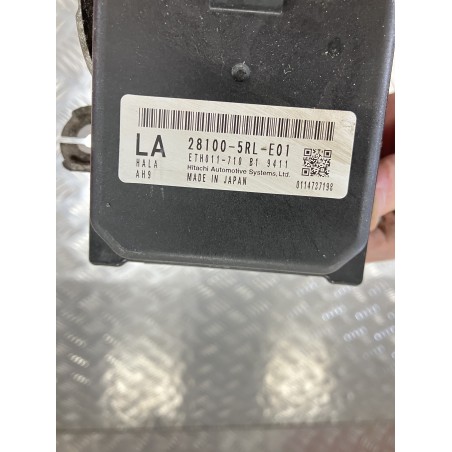 LA 28100-5RL-E01
HALA ETH011-710 B1 9411
AH9 Hitachi Automotive Systems,Ltd.
MADE IN JAPAN
0114737198